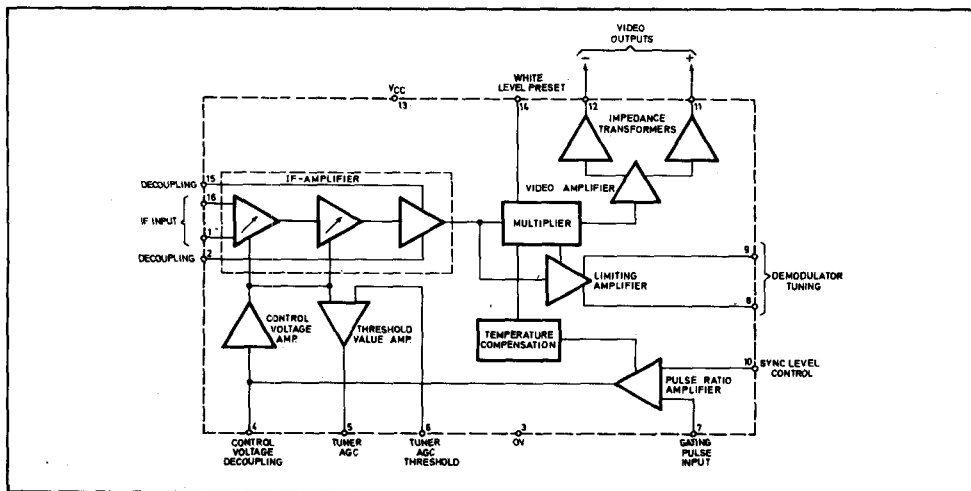 VIDEO
OUTPUTS
−
+
WHITE
LEVEL PRESET
VCC
13
14
12
11
IMPEDANCE
TRANSFORMERS
DECOUPLING
15
IF-AMPLIFIER
VIDEO AMPLIFIER
16
IF INPUT
1
MULTIPLIER
DECOUPLING
2
9
LIMITING
AMPLIFIER
DEMODULATOR
TUNING
8
CONTROL
VOLTAGE
AMP.
THRESHOLD
VALUE AMP.
TEMPERATURE
COMPENSATION
10
SYNC LEVEL
CONTROL
PULSE RATIO
AMPLIFIER
4
5
6
3
7
CONTROL
VOLTAGE
DECOUPLING
TUNER
AGC
TUNER
AGC
THRESHOLD
0V
GATING
PULSE
INPUT